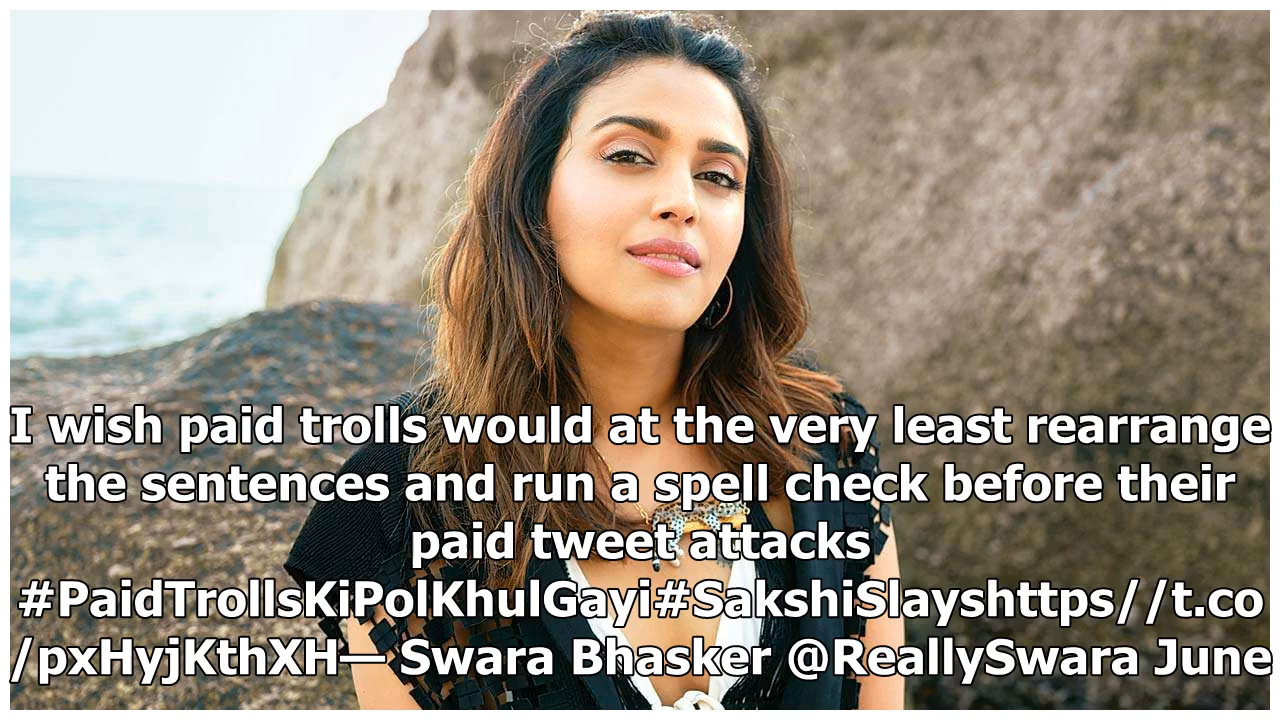 I wish paid trolls would at the very least rearrange
the sentences and run a spell check before their
paid tweet attacks
#PaidTrollsKiPolKhulGayi#SakshiSlayshttps//t.co
/pxHyjKthXH— Swara Bhasker @ReallySwara June